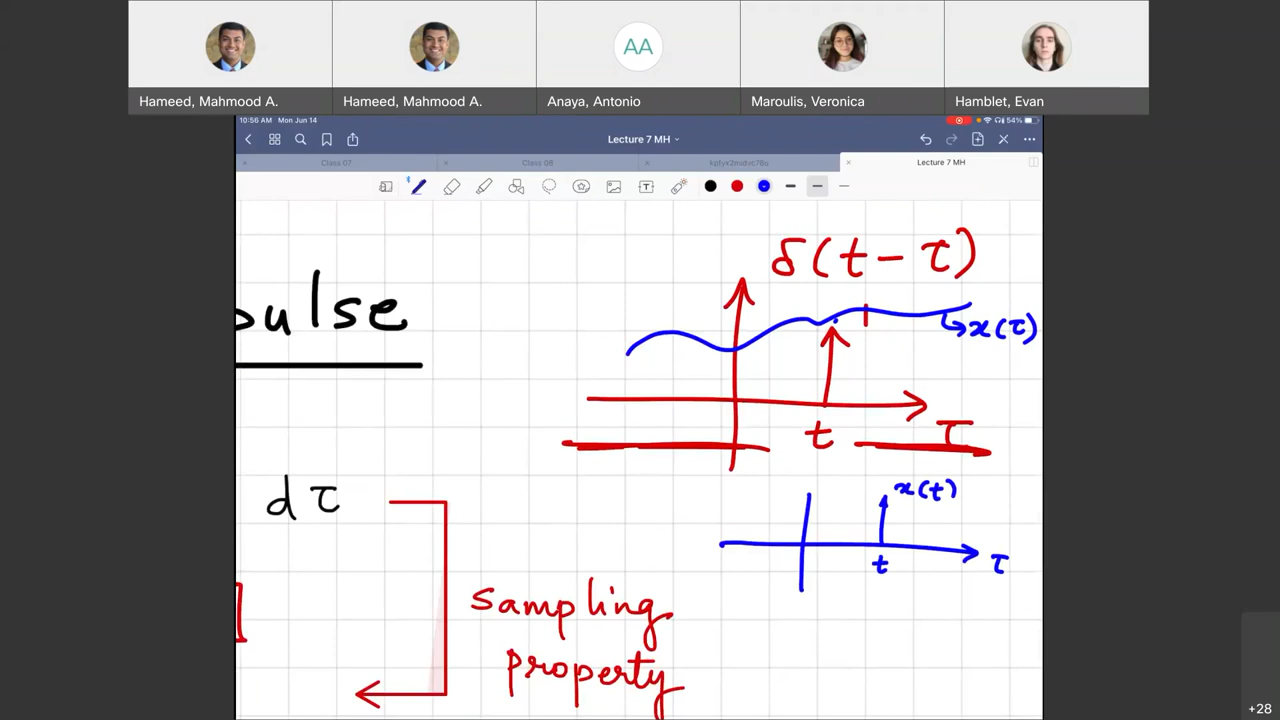 AA
Hameed, Mahmood A.
Hameed, Mahmood A.
Anaya, Antonio
Maroulis, Veronica
Hamblet, Evan
10:56 AM Mon Jun 14
54%
Lecture 7 MH
Class 07
Class 08
Lecture 7 MH
T
δ(t - τ)
pulse
x(τ)
t
τ
dτ
x(t)
t
τ
]
sampling
property
+28